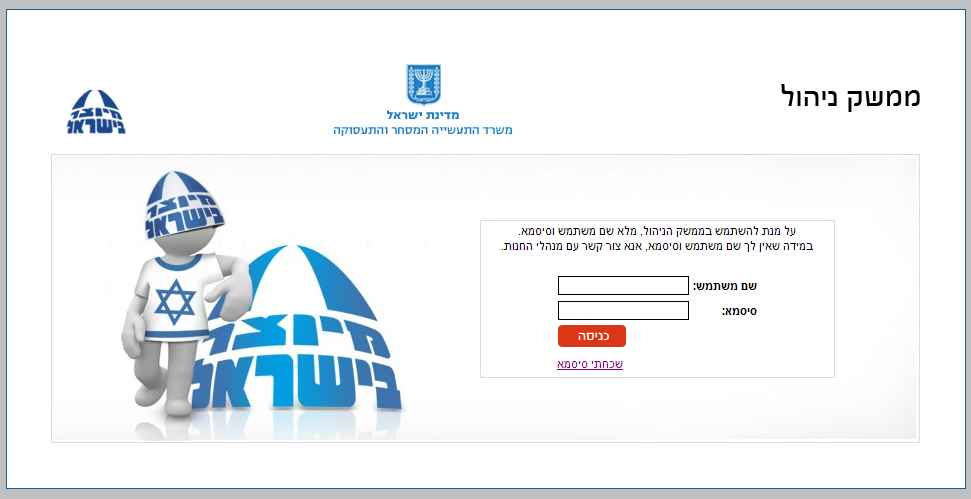 ממשק ניהול
מדינת ישראל
משרד התעשייה המסחר והתעסוקה
מיוצר
בישראל
מיוצר
בישראל
מיוצר
בישראל
על מנת להשתמש בממשק הניהול, מלא שם משתמש וסיסמא.
במידה שאין לך שם משתמש וסיסמא, אנא צור קשר עם מנהלי החנות.
שם משתמש:
סיסמא:
כניסה
שכחתי סיסמא